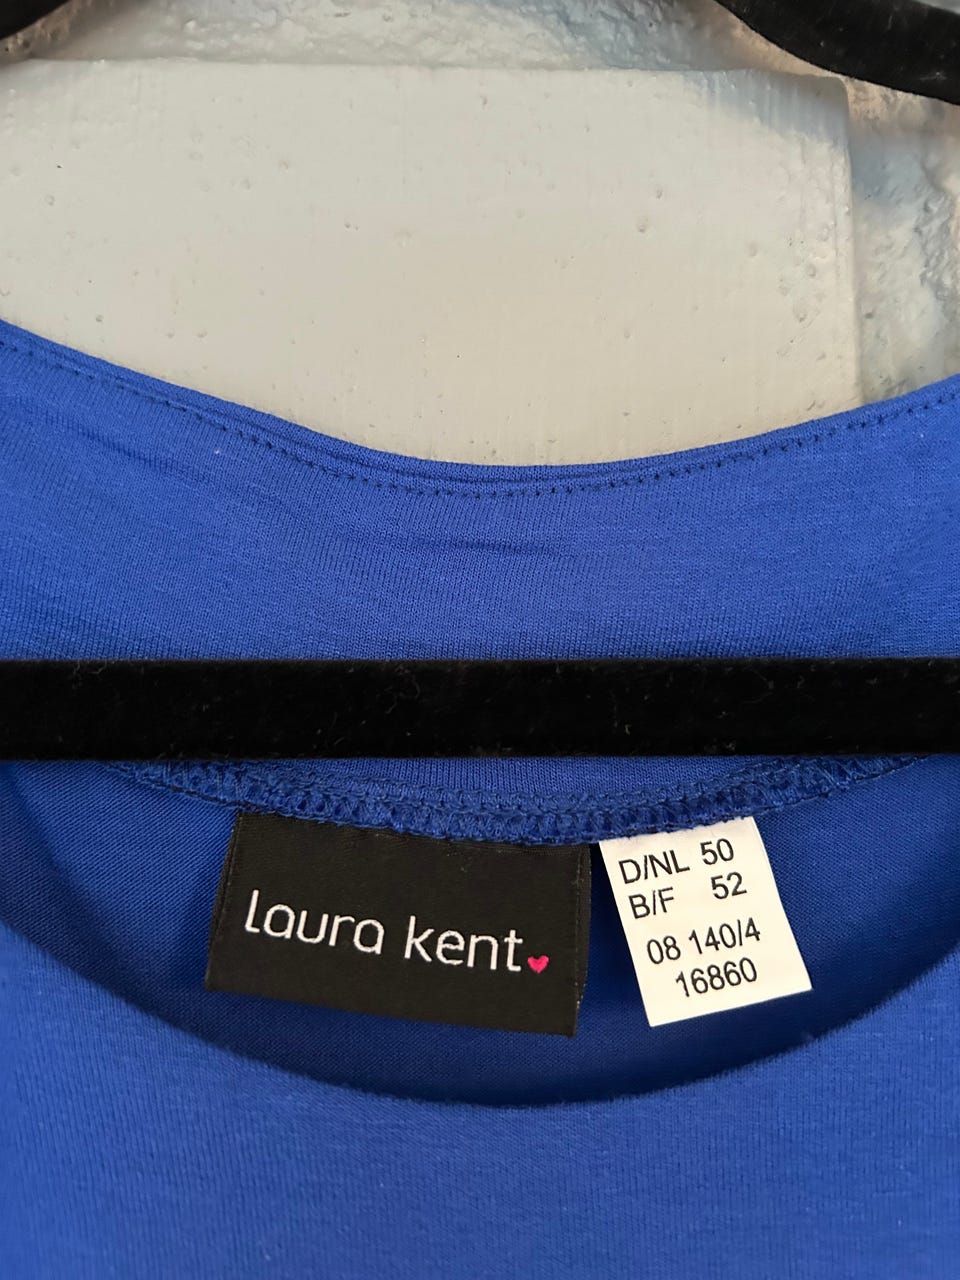 laura kent
D/NL 50
B/F 52
08 140/4
16860